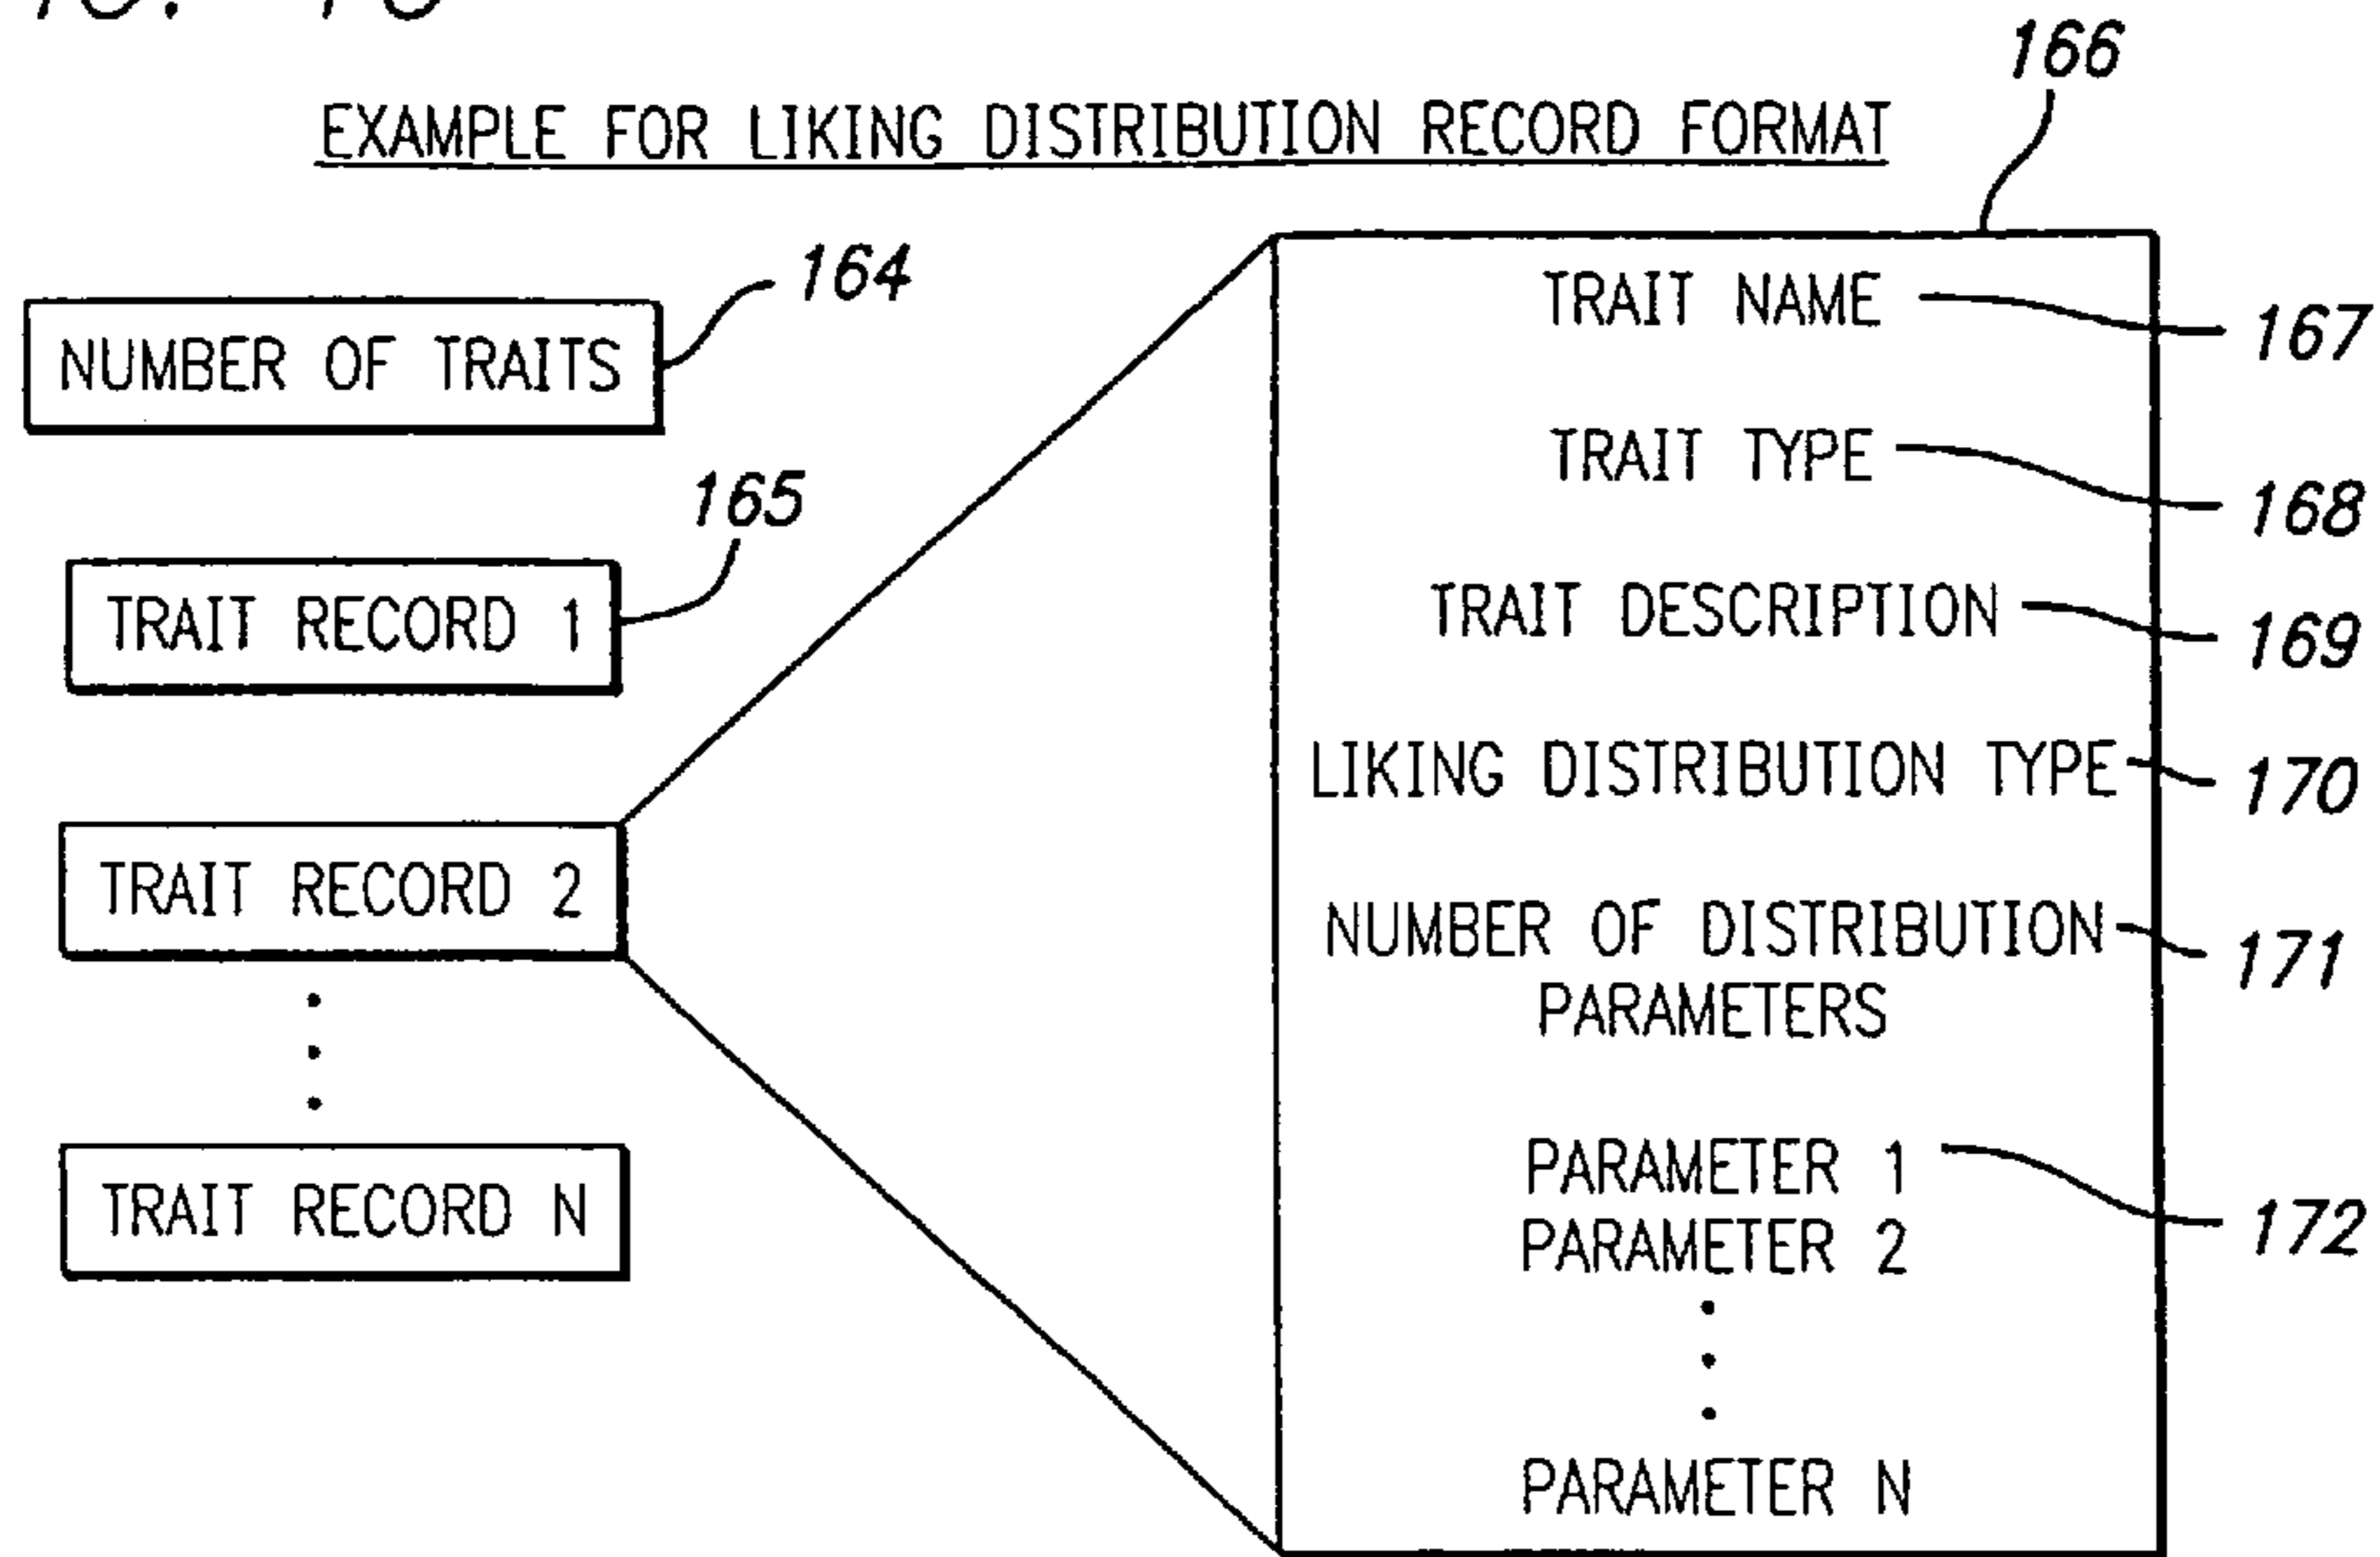 EXAMPLE FOR LIKING DISTRIBUTION RECORD FORMAT
166
NUMBER OF TRAITS
164
TRAIT RECORD 1
165
TRAIT RECORD 2
TRAIT RECORD N
TRAIT NAME
167
TRAIT TYPE
168
TRAIT DESCRIPTION
169
LIKING DISTRIBUTION TYPE
170
NUMBER OF DISTRIBUTION
171
PARAMETERS
PARAMETER 1
172
PARAMETER 2
PARAMETER N